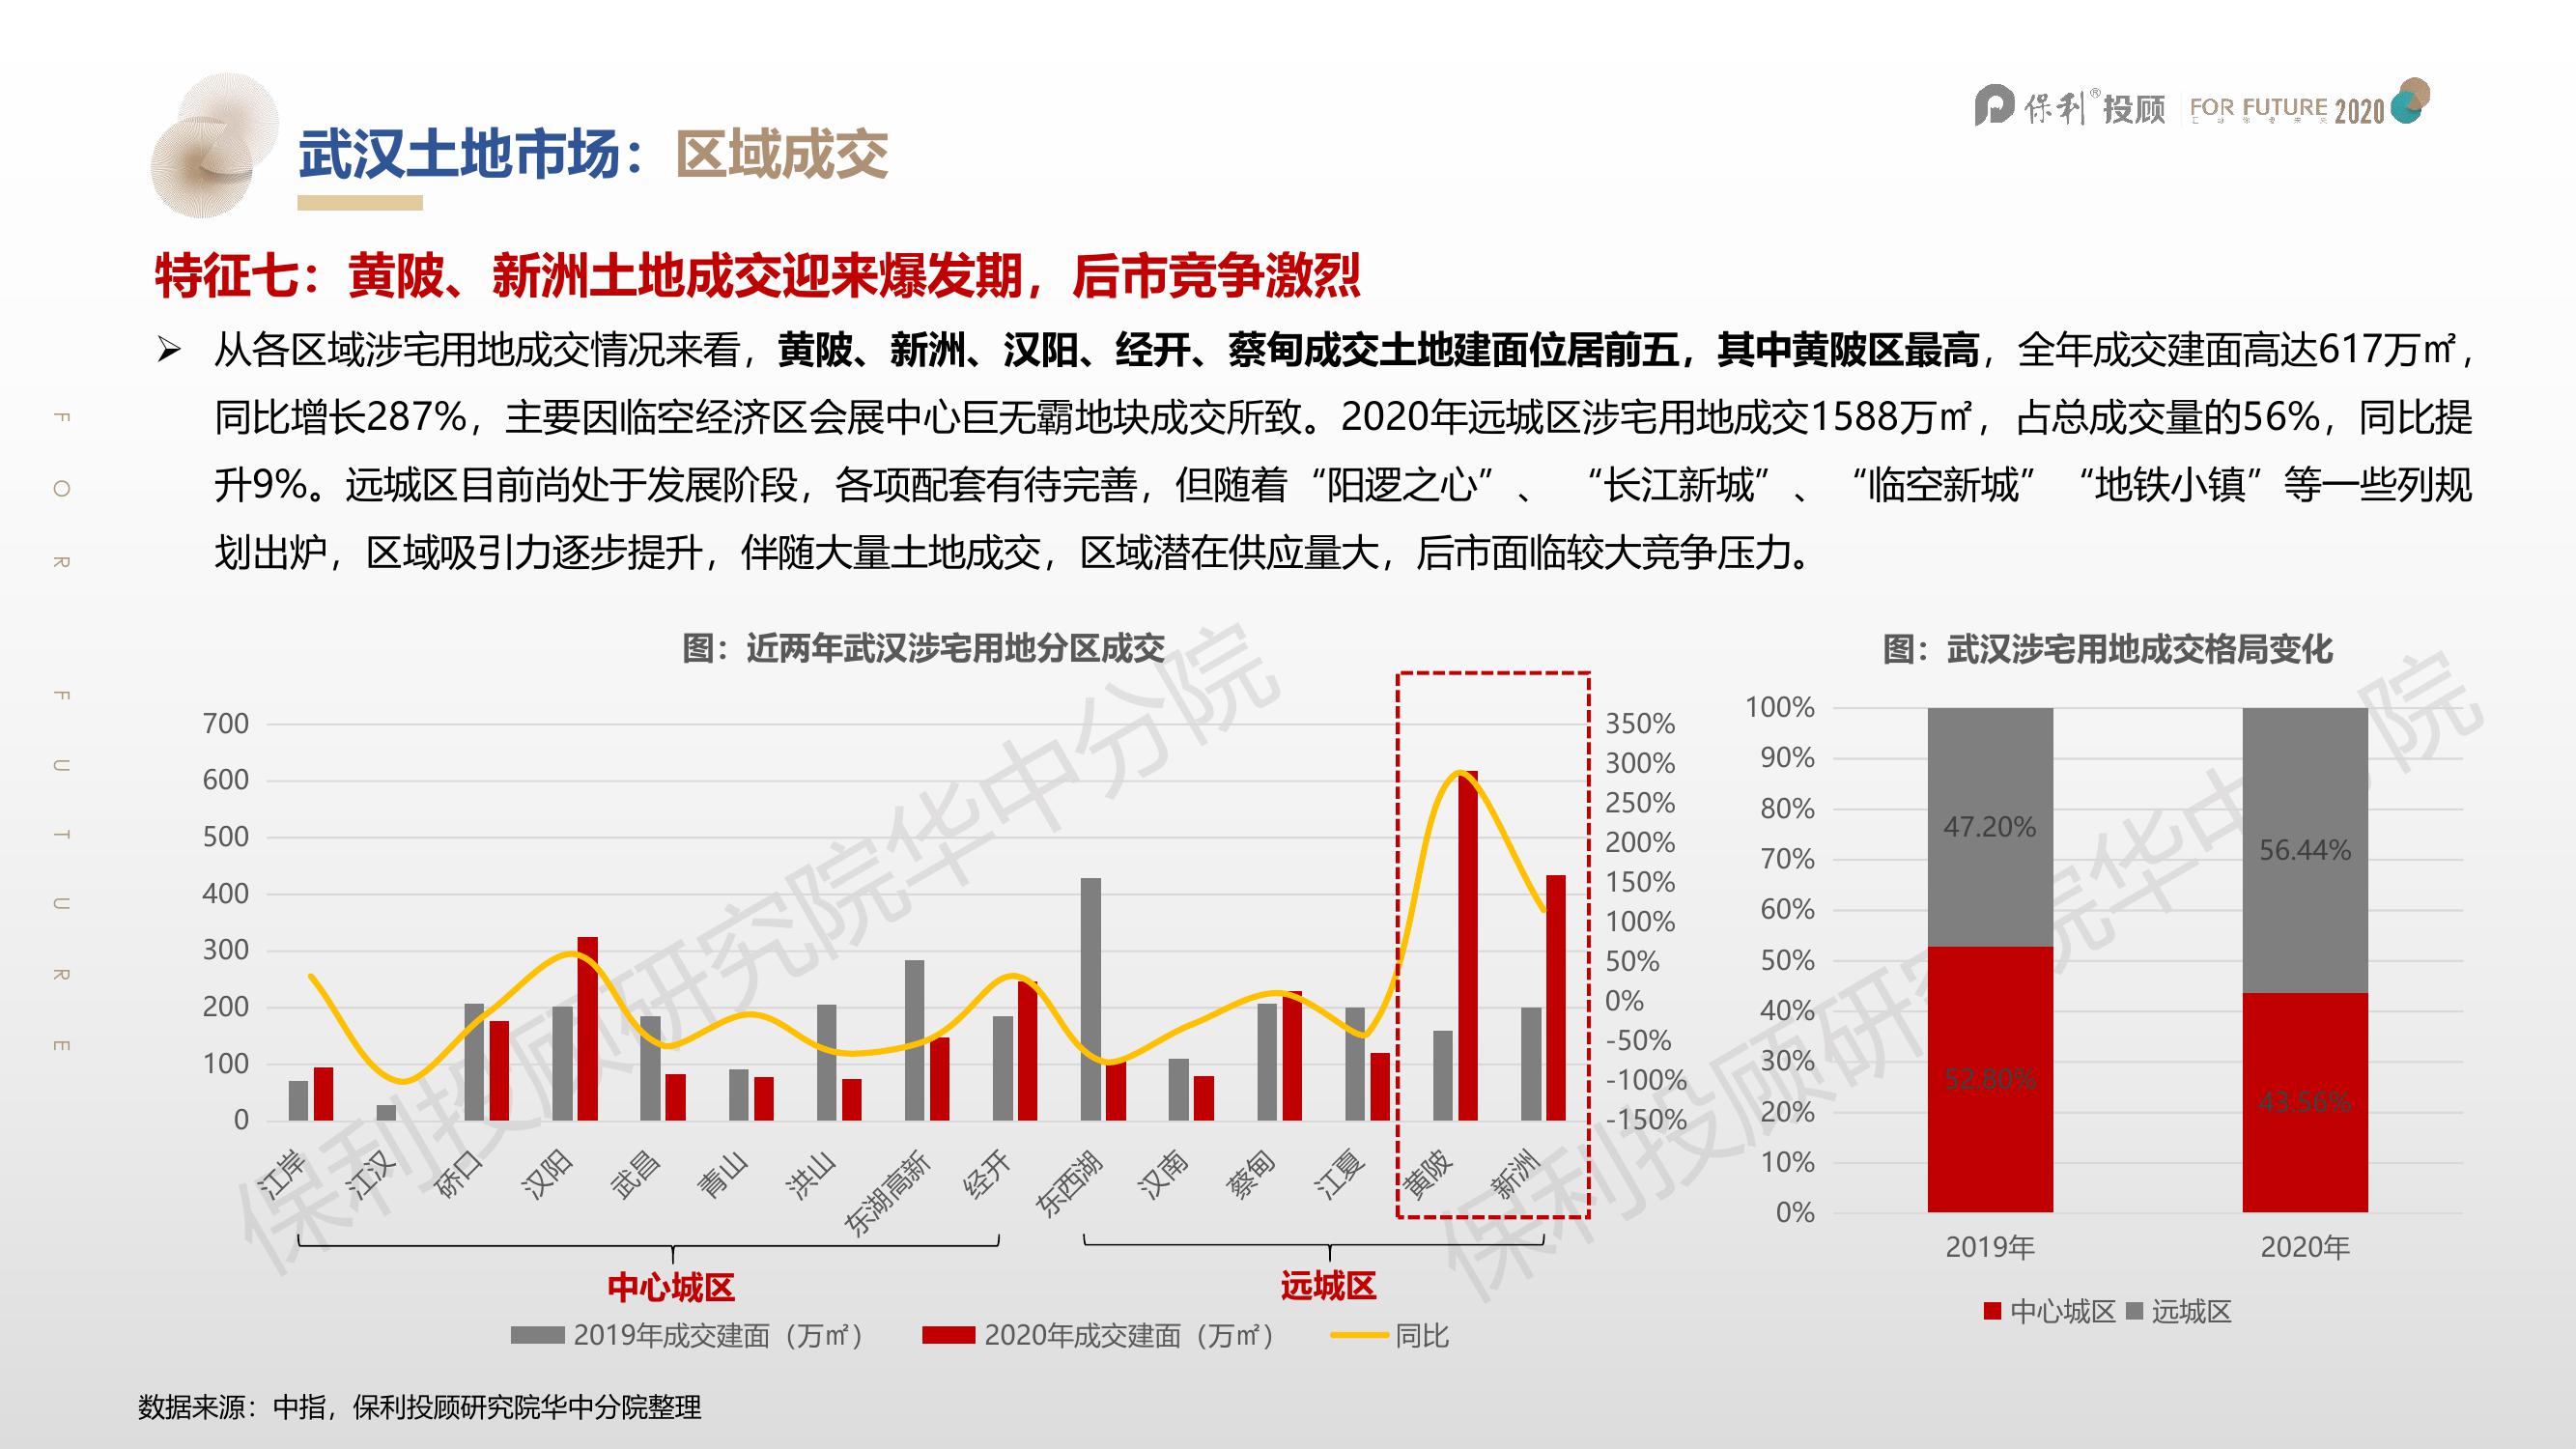 保利®投顾 FOR FUTURE 2020
武汉土地市场：区域成交
特征七：黄陂、新洲土地成交迎来爆发期，后市竞争激烈
➢ 从各区域涉宅用地成交情况来看，黄陂、新洲、汉阳、经开、蔡甸成交土地建面位居前五，其中黄陂区最高，全年成交建面高达617万㎡，
同比增长287%，主要因临空经济区会展中心巨无霸地块成交所致。2020年远城区涉宅用地成交1588万㎡，占总成交量的56%，同比提
升9%。远城区目前尚处于发展阶段，各项配套有待完善，但随着“阳逻之心”、 “长江新城”、“临空新城” “地铁小镇”等一些列规
划出炉，区域吸引力逐步提升，伴随大量土地成交，区域潜在供应量大，后市面临较大竞争压力。
FOR FUTURE
图：近两年武汉涉宅用地分区成交
700
600
500
400
300
200
100
0
350%
300%
250%
200%
150%
100%
50%
0%
-50%
-100%
-150%
江岸 江汉 硚口 汉阳 武昌 青山 洪山 东湖高新 经开 东西湖 汉南 蔡甸 江夏 黄陂 新洲
中心城区 远城区
2019年成交建面（万㎡） 2020年成交建面（万㎡） 同比
图：武汉涉宅用地成交格局变化
100%
90%
80%
70%
60%
50%
40%
30%
20%
10%
0%
47.20% 56.44%
52.80% 43.56%
2019年 2020年
中心城区 远城区
保利投顾研究院华中分院
保利投顾研究院华中分院
数据来源：中指，保利投顾研究院华中分院整理